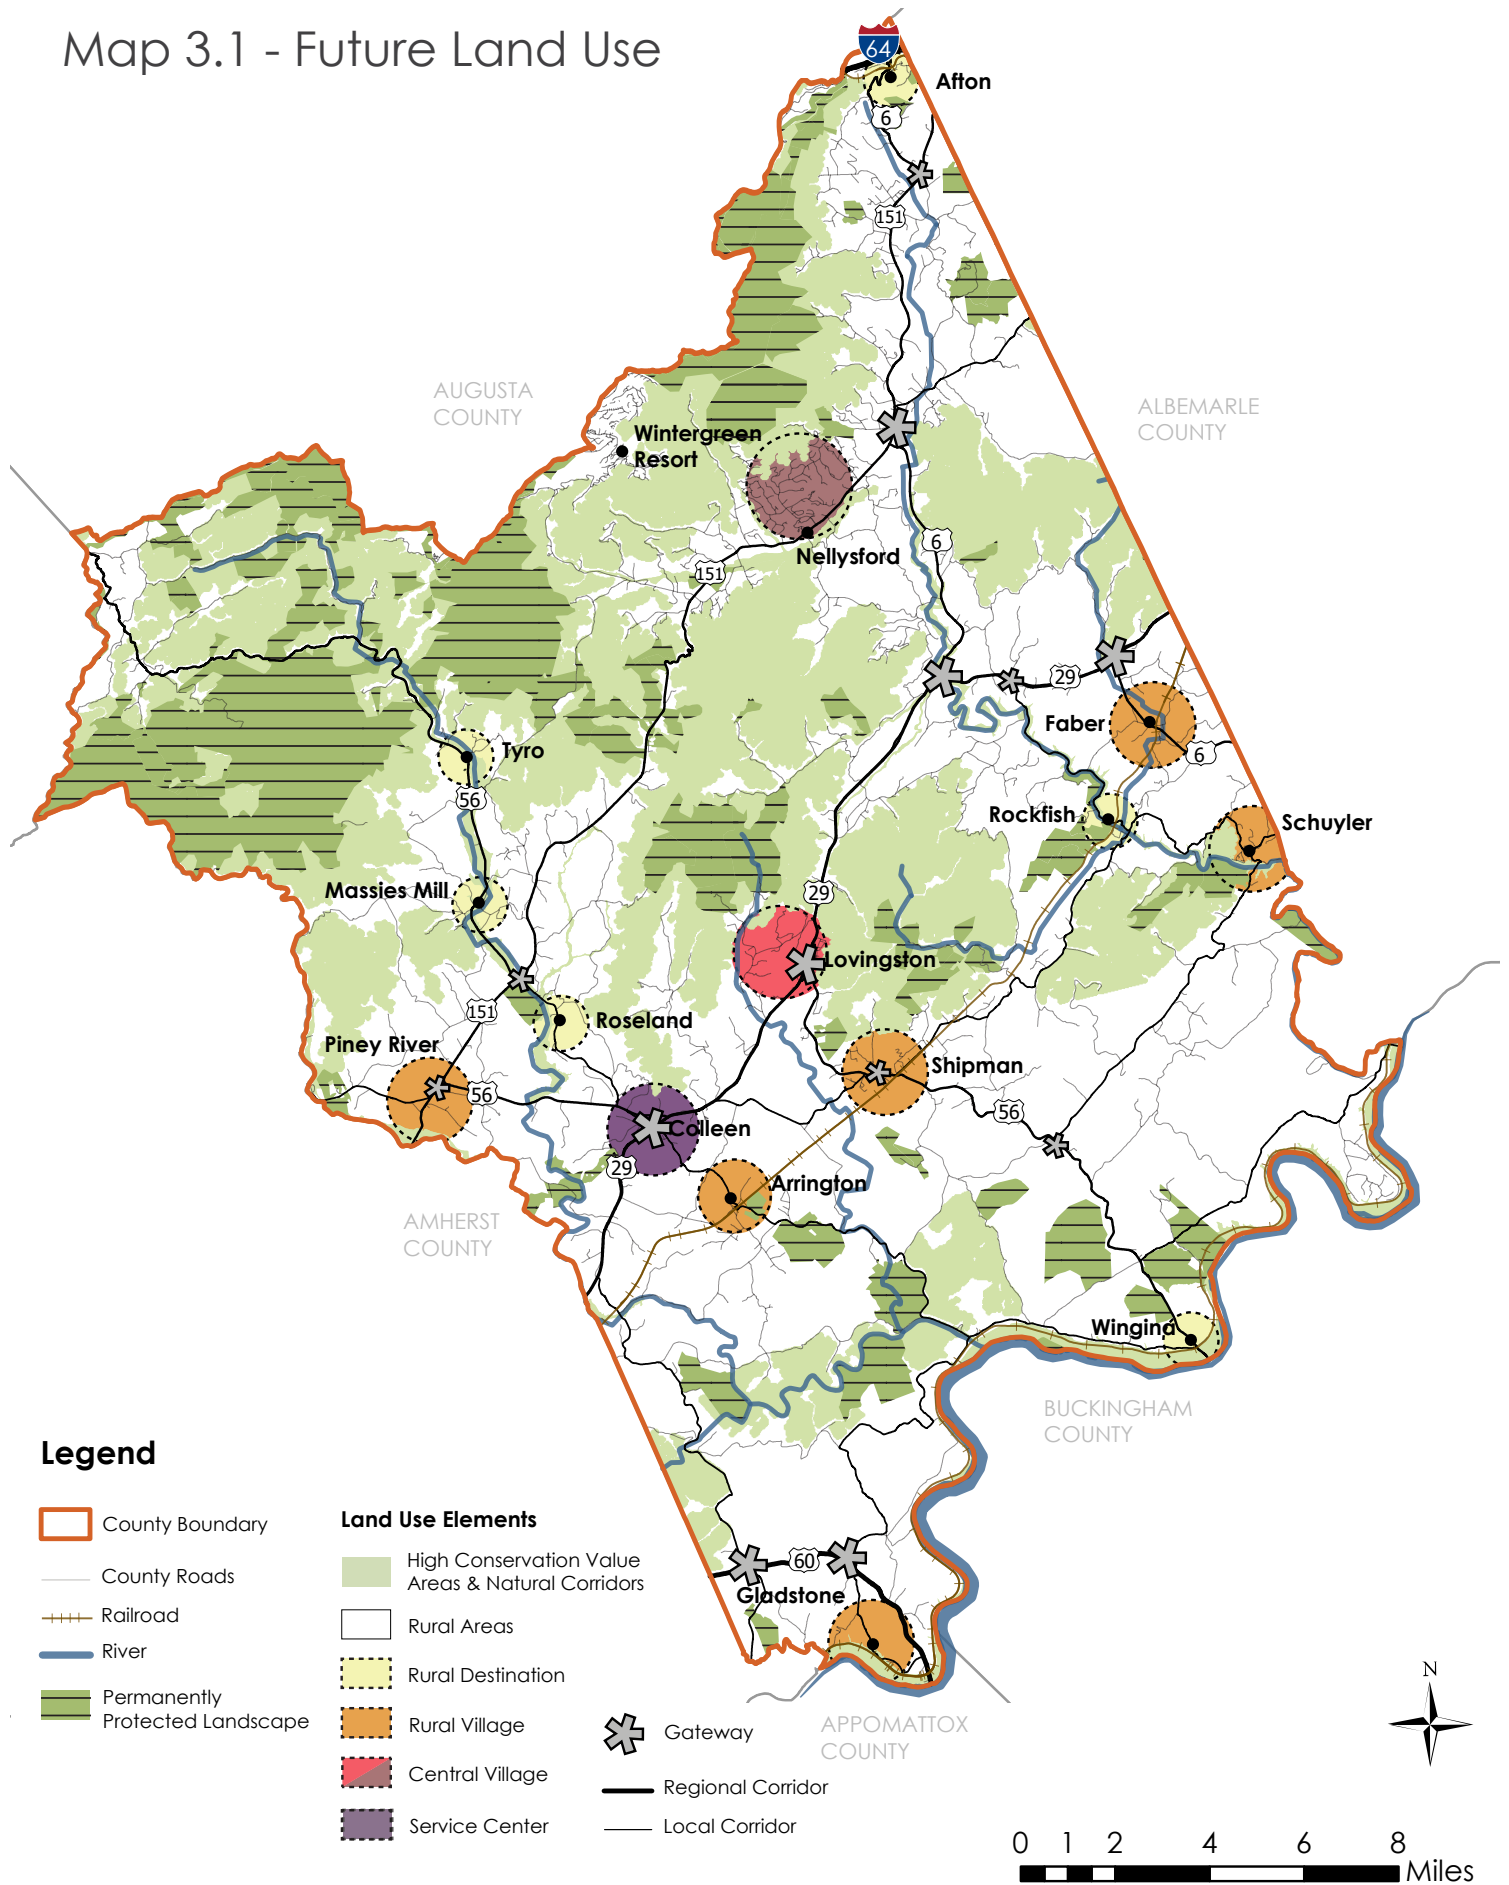 Map 3.1 - Future Land Use
64
Afton
6
151
AUGUSTA
COUNTY
ALBEMARLE
COUNTY
Wintergreen
Resort
Nellysford
6
151
29
Faber
6
Tyro
56
Rockfish
Schuyler
Massies Mill
29
Lovingston
151
Roseland
Piney River
Shipman
56
56
Colleen
29
Arrington
AMHERST
COUNTY
Wingina
BUCKINGHAM
COUNTY
60
Gladstone
APPOMATTOX
COUNTY
Legend
County Boundary
County Roads
Railroad
River
Permanently
Protected Landscape
Land Use Elements
High Conservation Value
Areas & Natural Corridors
Rural Areas
Rural Destination
Rural Village
Central Village
Service Center
Gateway
Regional Corridor
Local Corridor
N
0 1 2 4 6 8
Miles